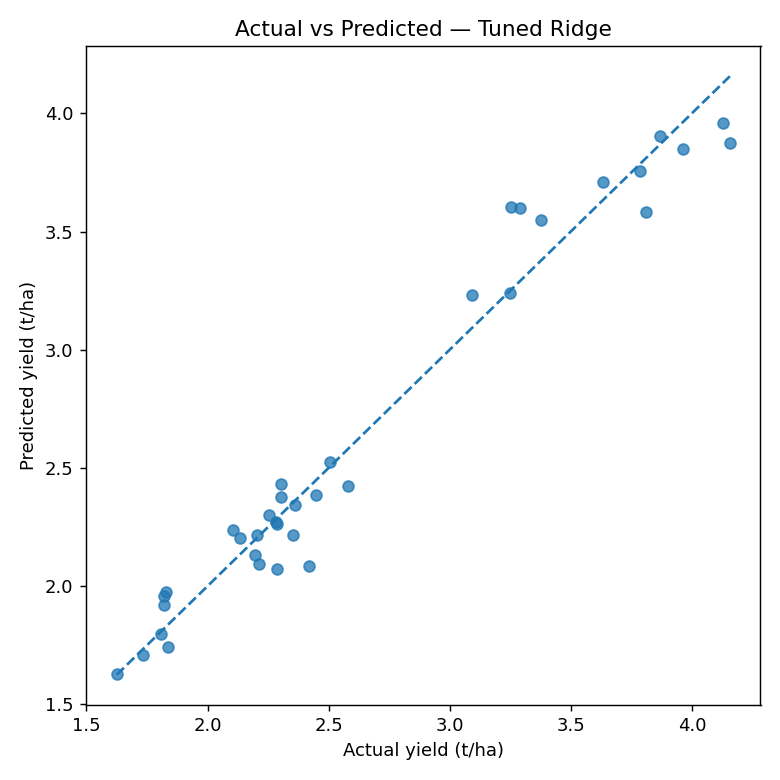 Actual vs Predicted — Tuned Ridge
Predicted yield (t/ha)
4.0
3.5
3.0
2.5
2.0
1.5
1.5 2.0 2.5 3.0 3.5 4.0
Actual yield (t/ha)